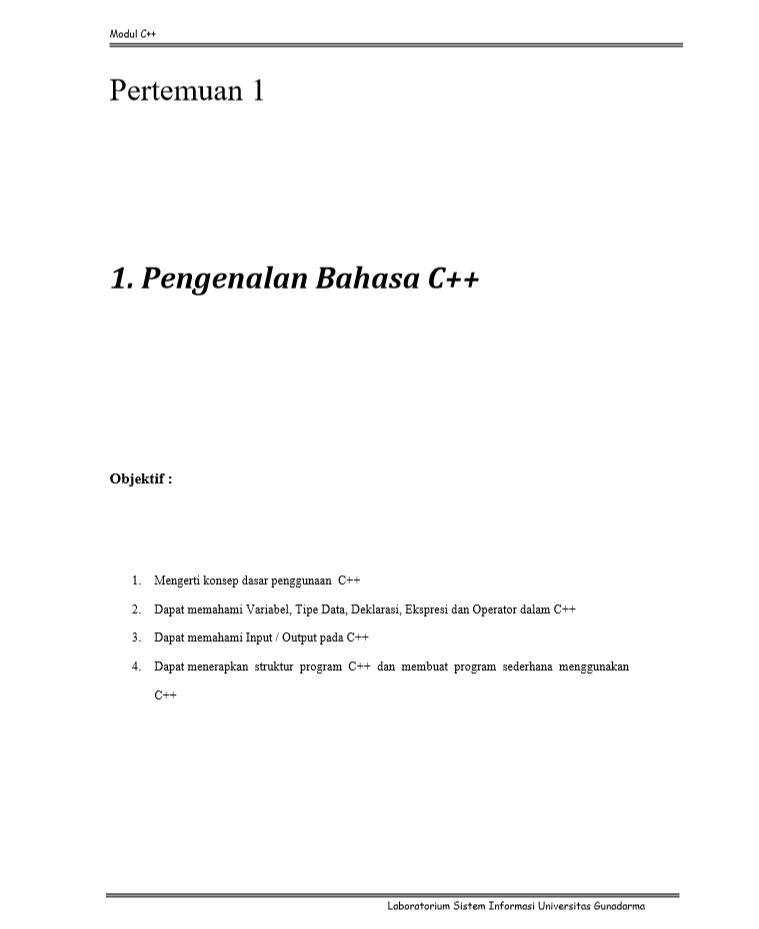 Modul C++
Pertemuan 1
1. Pengenalan Bahasa C++
Objektif :
1. Mengerti konsep dasar penggunaan C++
2. Dapat memahami Variabel, Tipe Data, Deklarasi, Ekspresi dan Operator dalam C++
3. Dapat memahami Input / Output pada C++
4. Dapat menerapkan struktur program C++ dan membuat program sederhana menggunakan
C++
Laboratorium Sistem Informasi Universitas Gunadarma